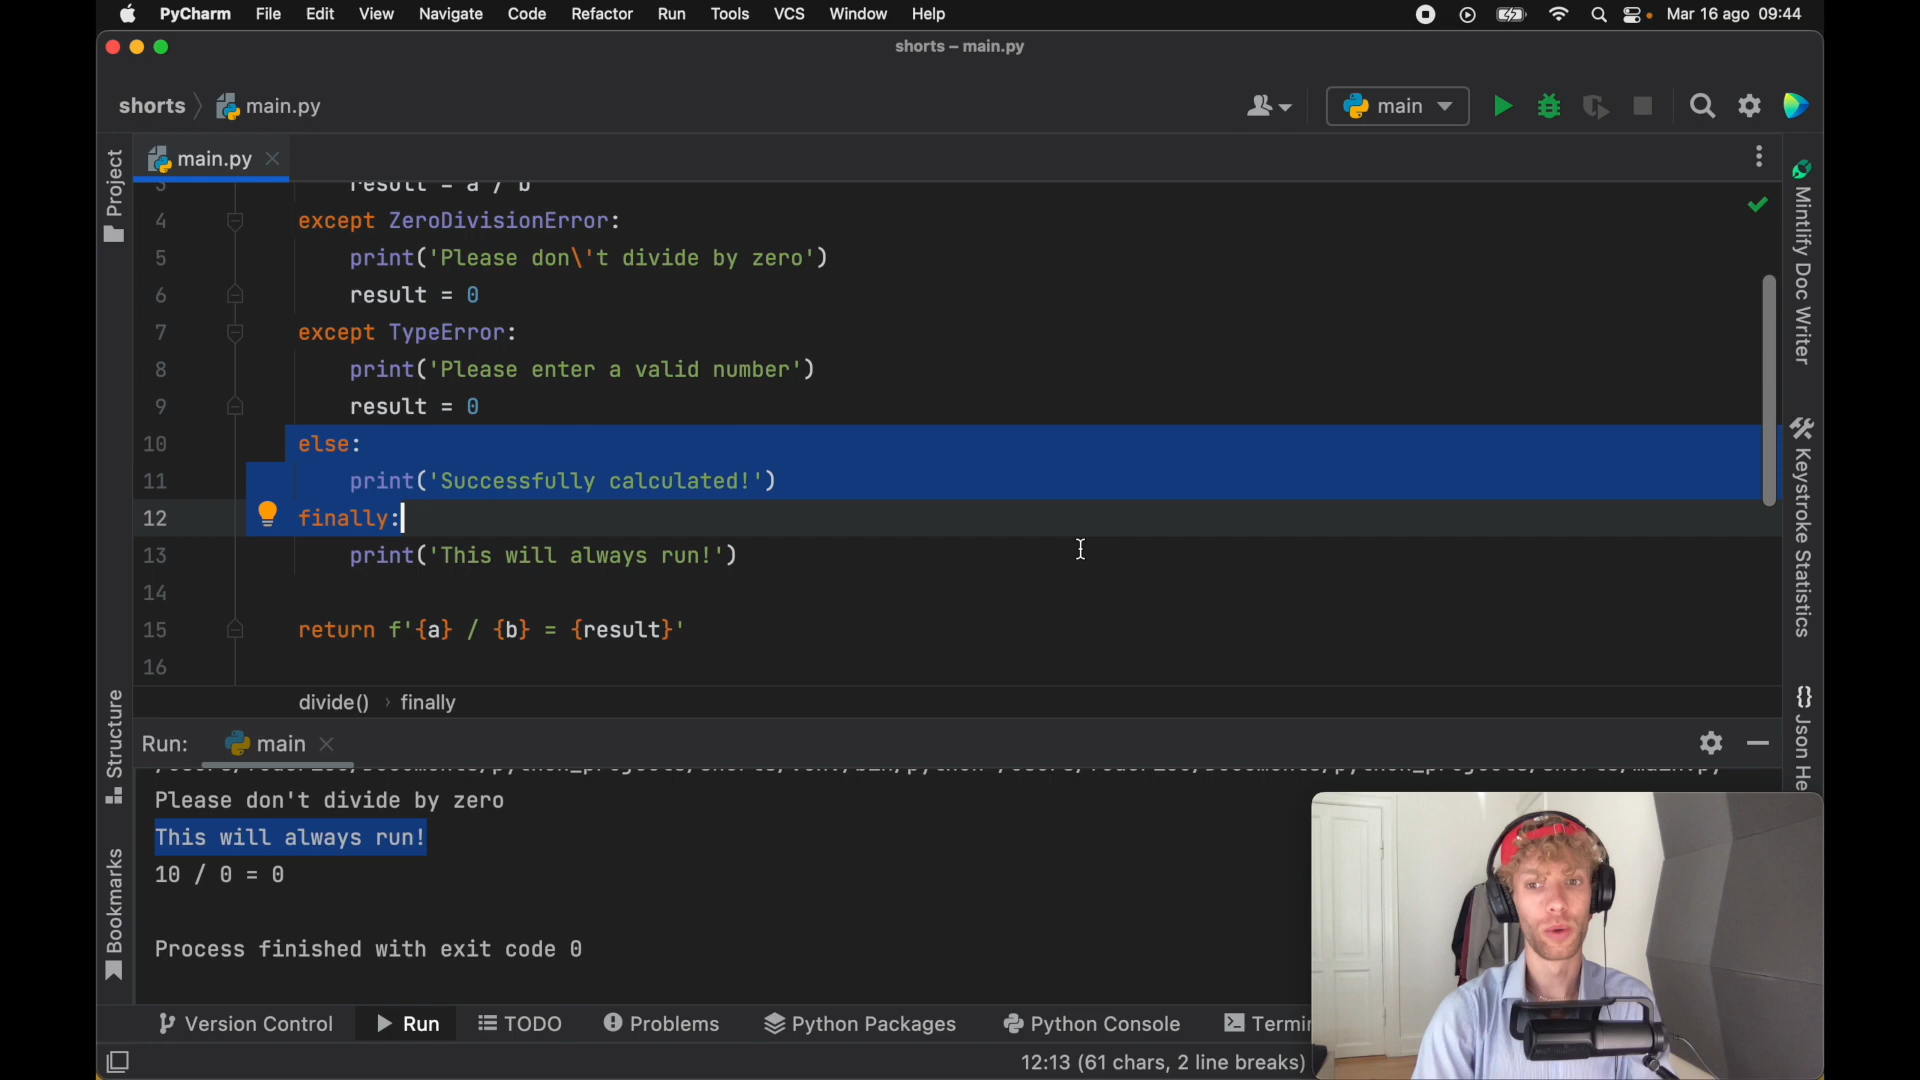 PyCharm File Edit View Navigate Code Refactor Run Tools VCS Window Help Mar 16 ago 09:44
shorts – main.py
shorts main.py main
main.py
Project
3 result = a / b
4 except ZeroDivisionError:
5 print('Please don\'t divide by zero')
6 result = 0
7 except TypeError:
8 print('Please enter a valid number')
9 result = 0
10 else:
11 print('Successfully calculated!')
12 finally:
13 print('This will always run!')
14
15 return f'{a} / {b} = {result}'
16
Mintlify Doc Writer
Keystroke Statistics
{} Json He
divide() › finally
Structure
Bookmarks
Run: main
Please don't divide by zero
This will always run!
10 / 0 = 0
Process finished with exit code 0
Version Control Run TODO Problems Python Packages Python Console Termin
12:13 (61 chars, 2 line breaks)